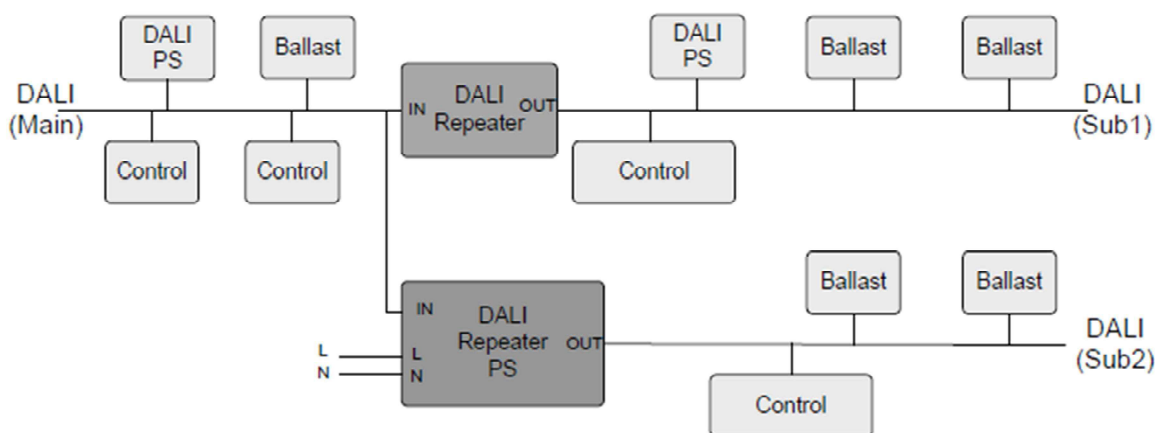 DALI
PS
Ballast
DALI
PS
Ballast
Ballast
DALI
(Main)
IN
DALI
Repeater
OUT
DALI
(Sub1)
Control
Control
Control
Ballast
Ballast
IN
DALI
Repeater
PS
OUT
L
N
L
N
DALI
(Sub2)
Control